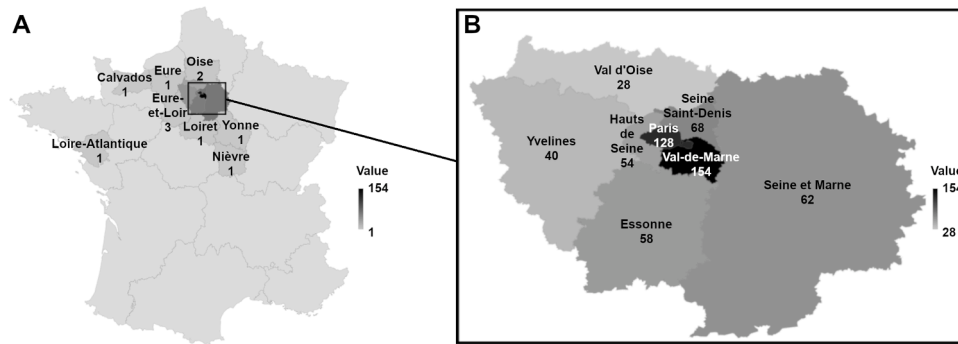 A
Oise
2
Calvados
1
Eure
1
Eure-
et-Loir
3
Loiret
1
Yonne
1
Nièvre
1
Loire-Atlantique
1
Value
154
1
B
Val d'Oise
28
Seine
Saint-Denis
68
Paris
128
Hauts
de
Seine
54
Yvelines
40
Val-de-Marne
154
Seine et Marne
62
Essonne
58
Value
154
28